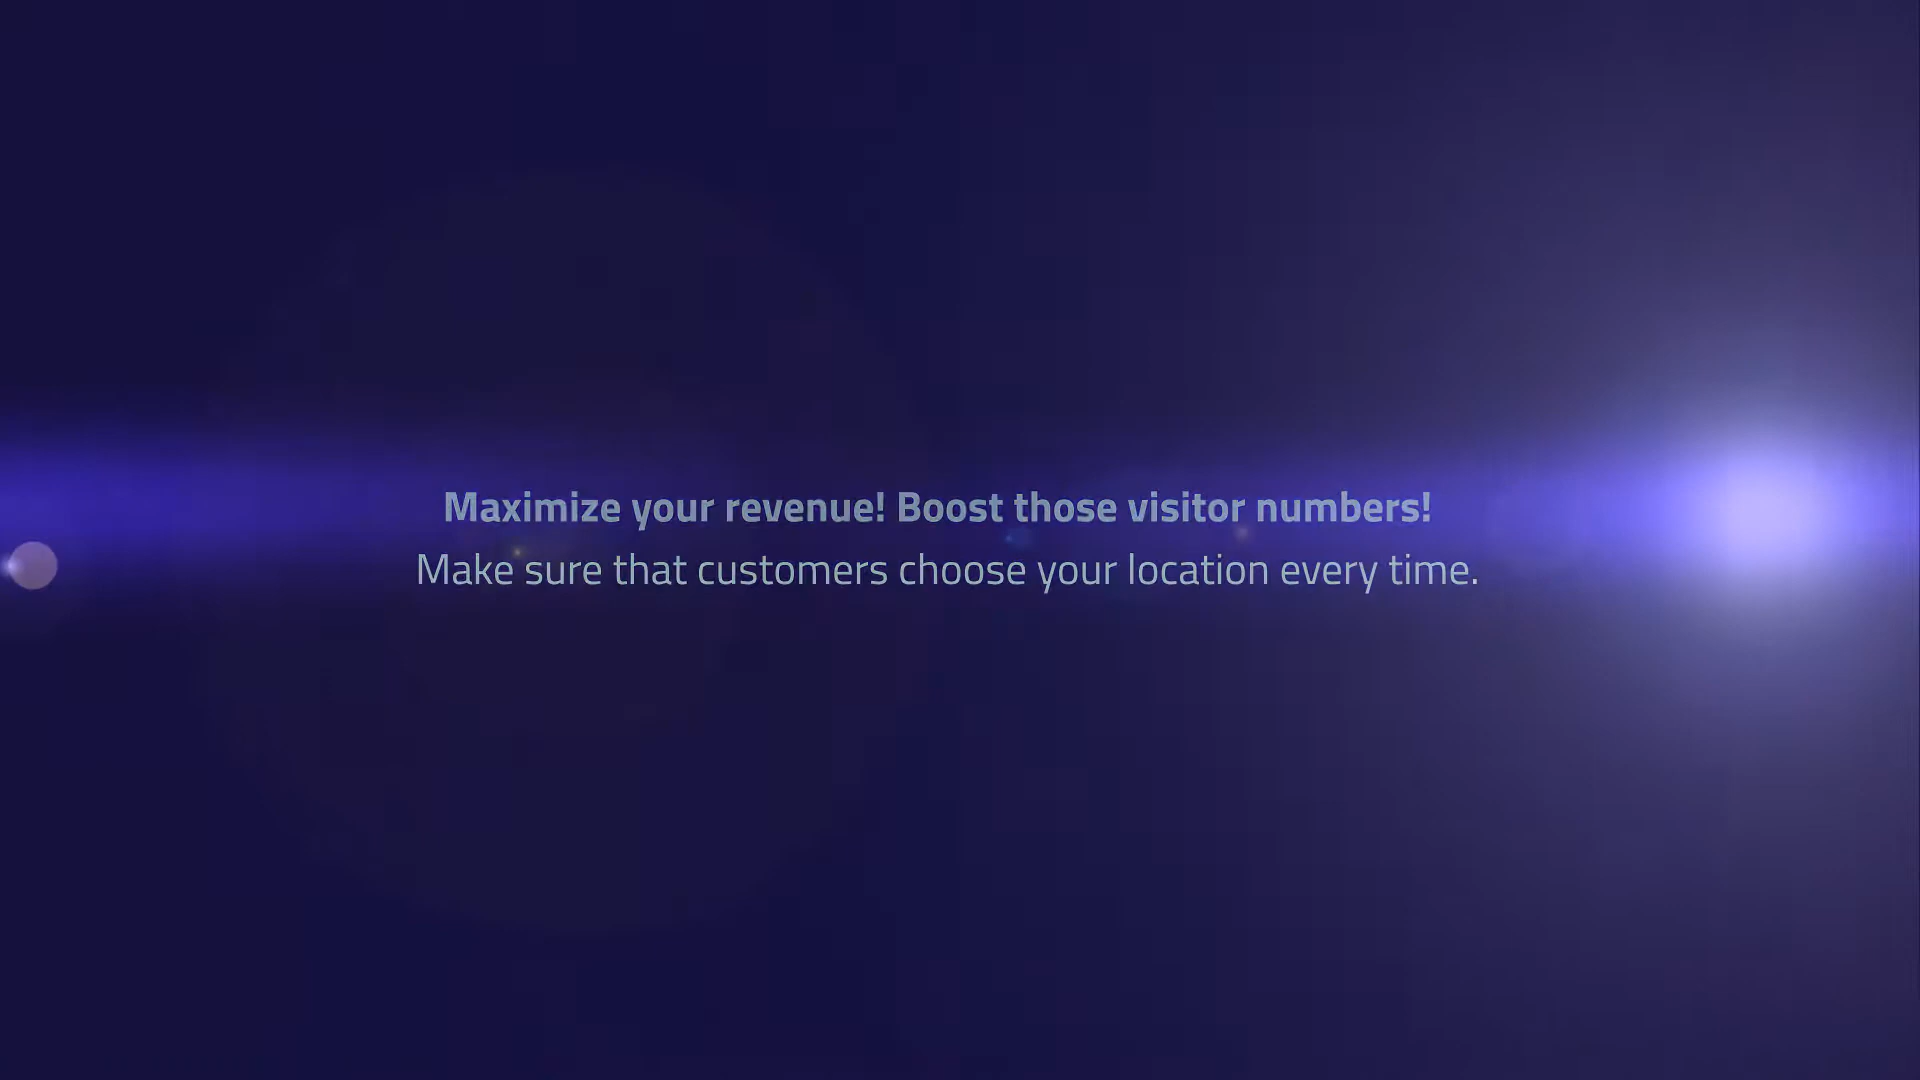 Maximize your revenue! Boost those visitor numbers!
Make sure that customers choose your location every time.